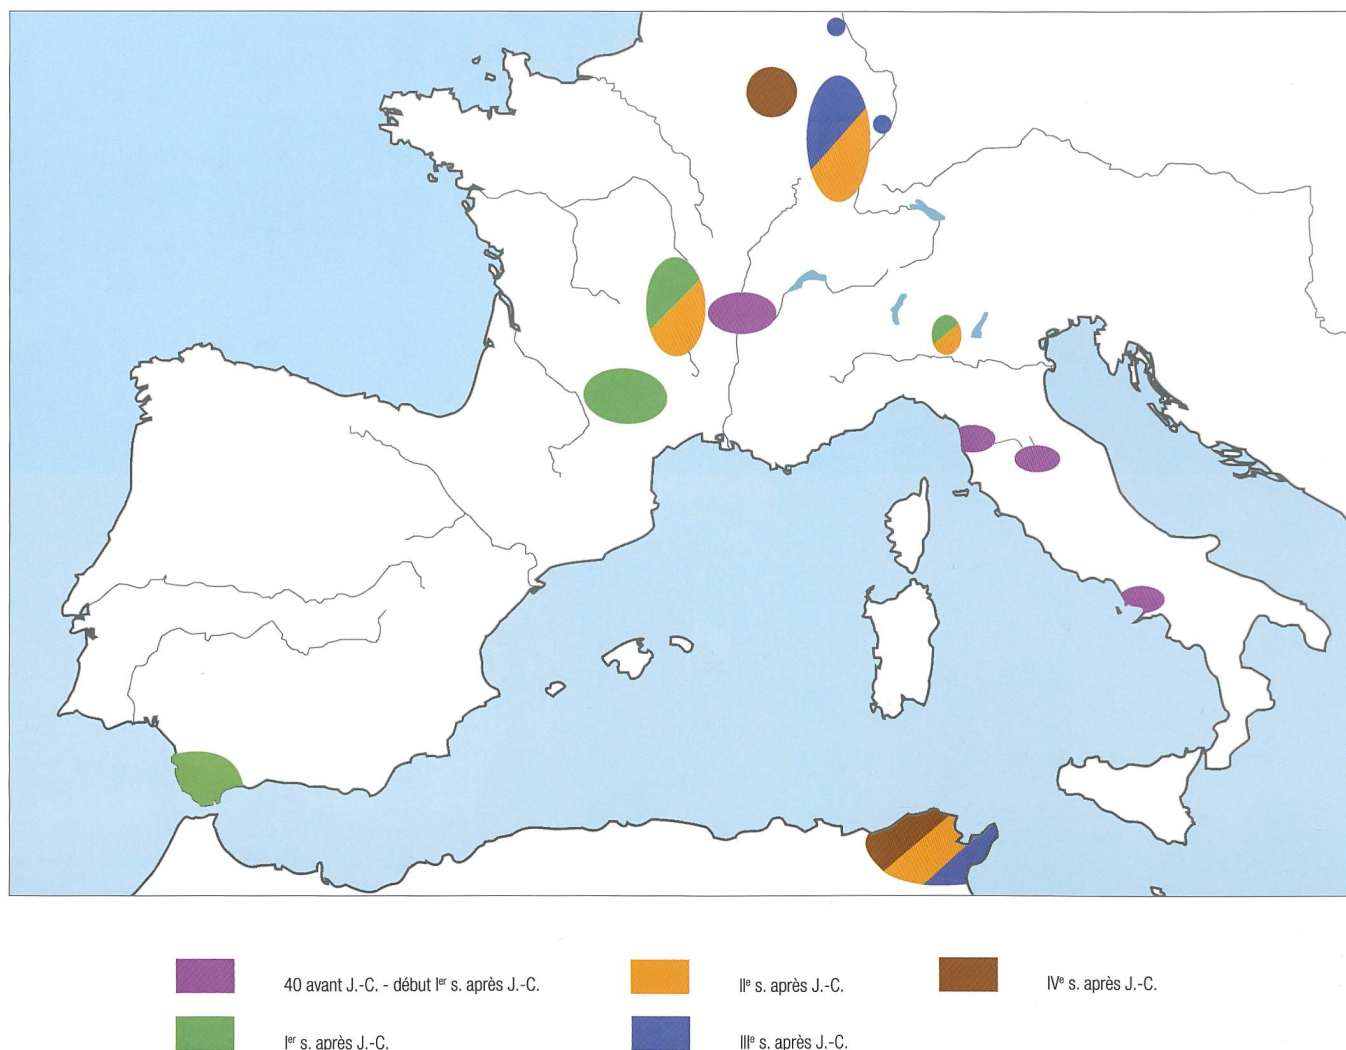 40 avant J.-C. - début Iᵉʳ s. après J.-C.
IIᵉ s. après J.-C.
IVᵉ s. après J.-C.
Iᵉʳ s. après J.-C.
IIIᵉ s. après J.-C.